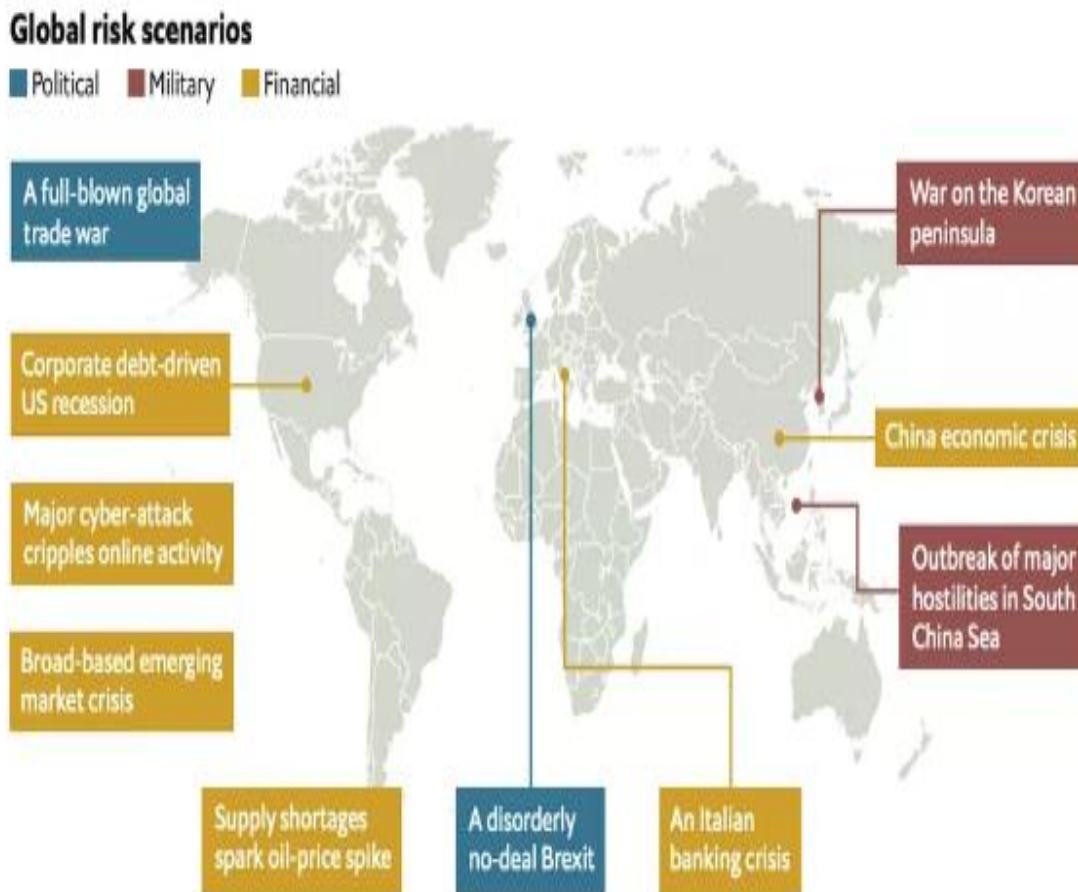 Global risk scenarios
Political Military Financial
A full-blown global
trade war
War on the Korean
peninsula
Corporate debt-driven
US recession
China economic crisis
Major cyber-attack
cripples online activity
Outbreak of major
hostilities in South
China Sea
Broad-based emerging
market crisis
Supply shortages
spark oil-price spike
A disorderly
no-deal Brexit
An Italian
banking crisis